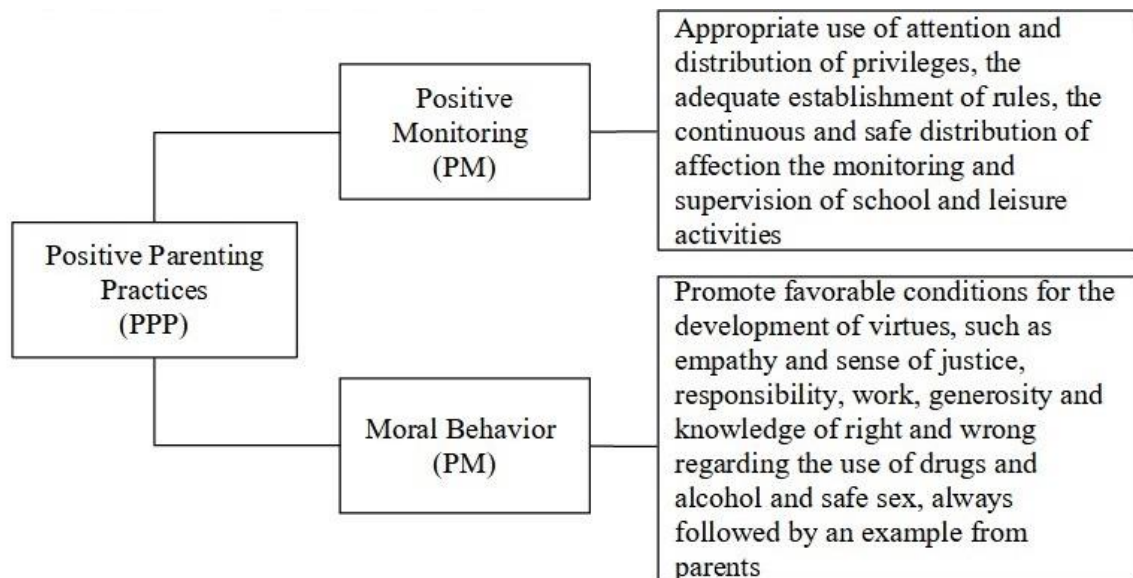 Positive Parenting
Practices
(PPP)
Positive
Monitoring
(PM)
Appropriate use of attention and
distribution of privileges, the
adequate establishment of rules, the
continuous and safe distribution of
affection the monitoring and
supervision of school and leisure
activities
Moral Behavior
(PM)
Promote favorable conditions for the
development of virtues, such as
empathy and sense of justice,
responsibility, work, generosity and
knowledge of right and wrong
regarding the use of drugs and
alcohol and safe sex, always
followed by an example from
parents